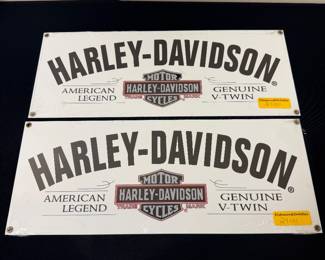 HARLEY-DAVIDSON®
MOTOR
AMERICAN HARLEY-DAVIDSON GENUINE
LEGEND CYCLES V-TWIN
HARLEY-DAVIDSON®
MOTOR
AMERICAN HARLEY-DAVIDSON GENUINE
LEGEND CYCLES V-TWIN